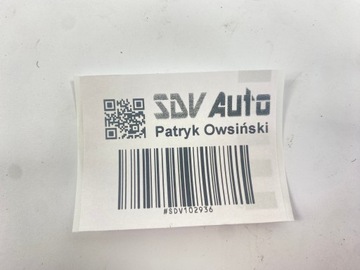 SDV Auto
Patryk Owsiński
#SDV102936